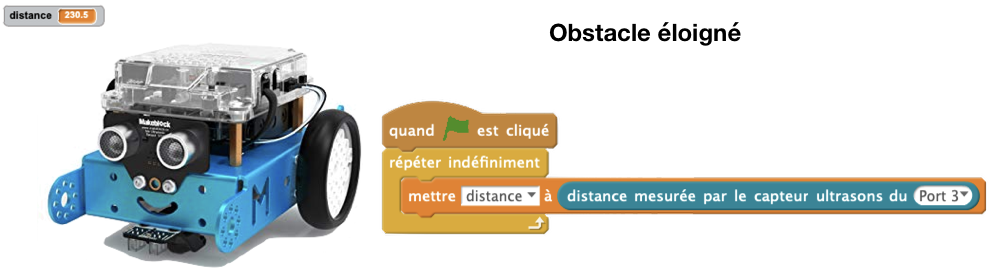 distance 230.5
Obstacle éloigné
Makeblock
quand est cliqué
répéter indéfiniment
mettre distance à distance mesurée par le capteur ultrasons du Port 3